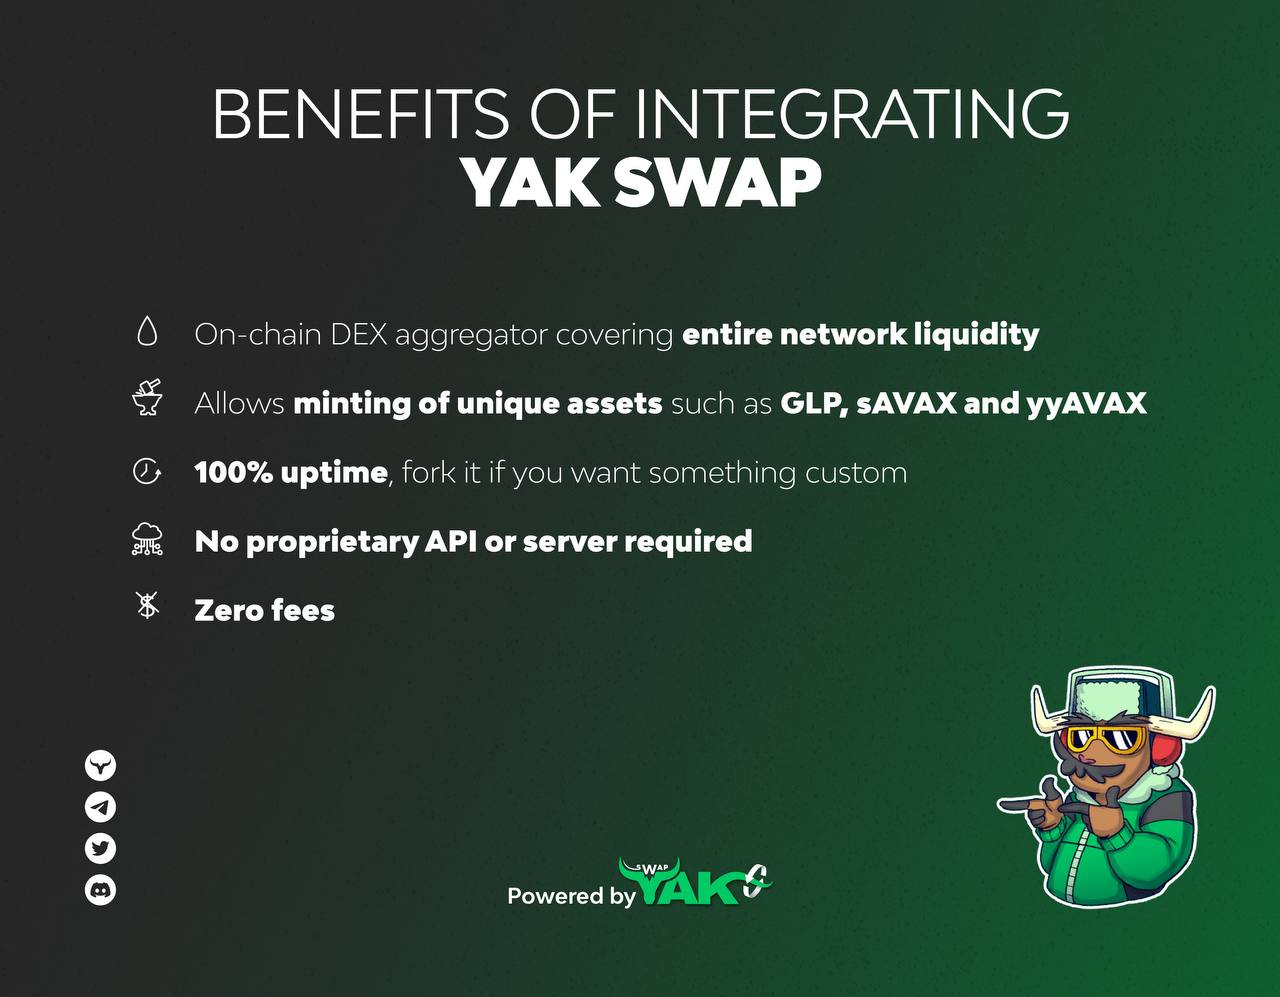 BENEFITS OF INTEGRATING
YAK SWAP
On-chain DEX aggregator covering entire network liquidity
Allows minting of unique assets such as GLP, sAVAX and yyAVAX
100% uptime, fork it if you want something custom
No proprietary API or server required
Zero fees
Powered by YAK SWAP